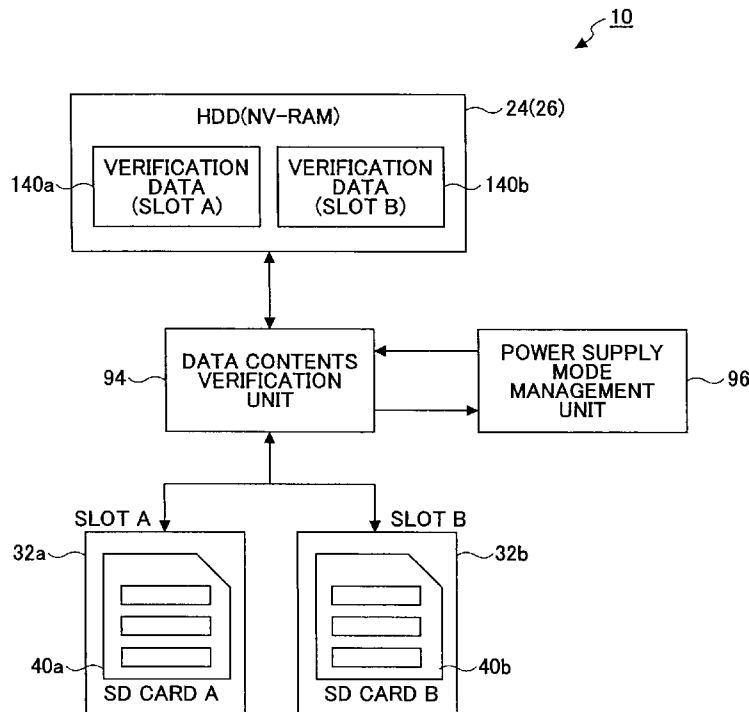 10
HDD(NV-RAM)
24(26)
VERIFICATION
DATA
(SLOT A)
VERIFICATION
DATA
(SLOT B)
140a
140b
94
DATA CONTENTS
VERIFICATION
UNIT
POWER SUPPLY
MODE
MANAGEMENT
UNIT
96
SLOT A
SLOT B
32a
32b
40a
40b
SD CARD A
SD CARD B